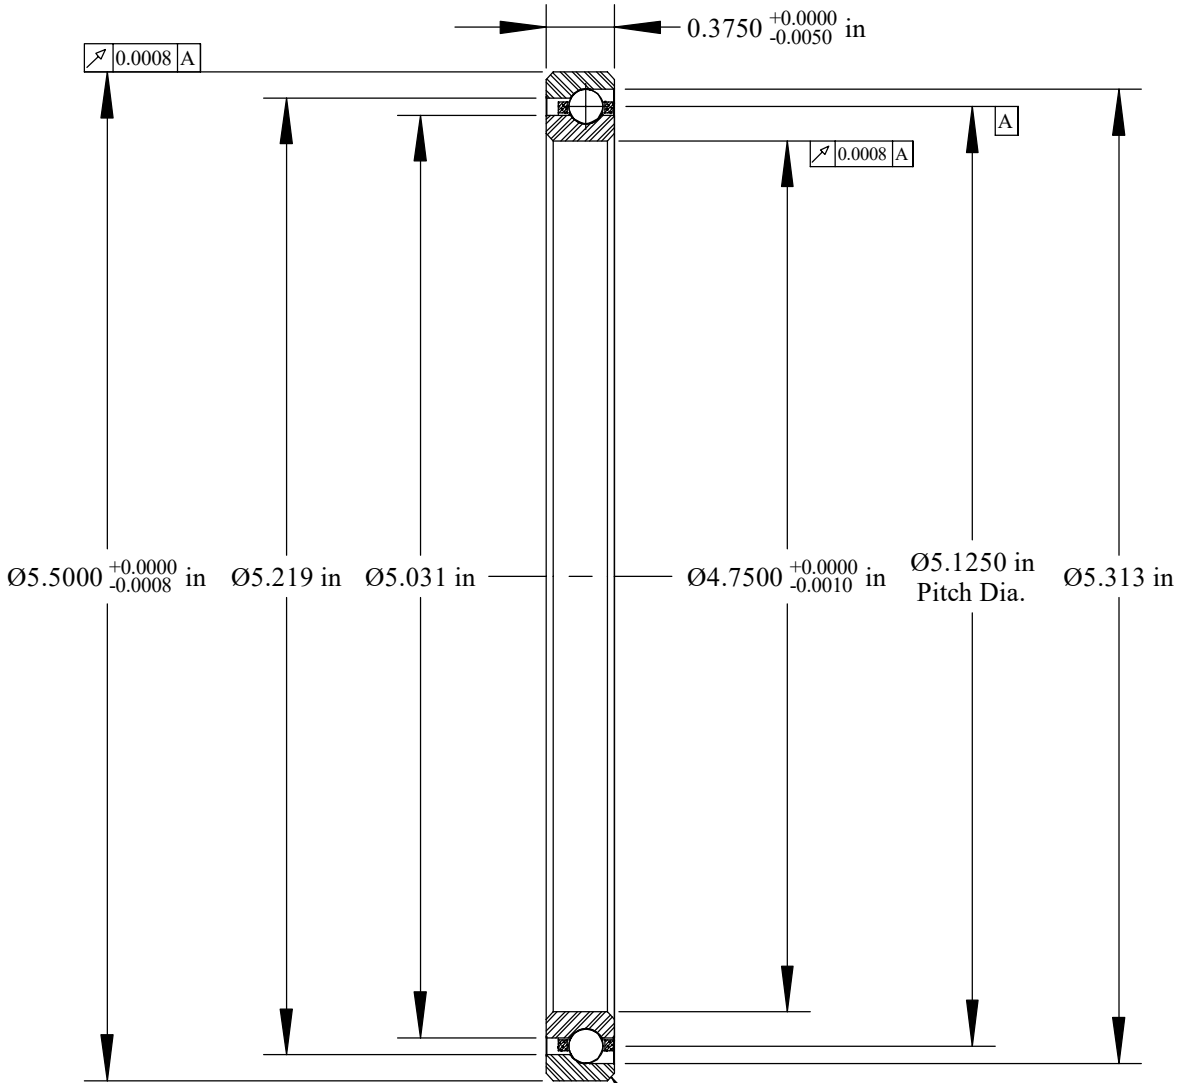 0.3750 +0.0000 -0.0050 in
↗ 0.0008 A
A
↗ 0.0008 A
Ø5.5000 +0.0000 -0.0008 in
Ø5.219 in
Ø5.031 in
Ø4.7500 +0.0000 -0.0010 in
Ø5.1250 in
Pitch Dia.
Ø5.313 in